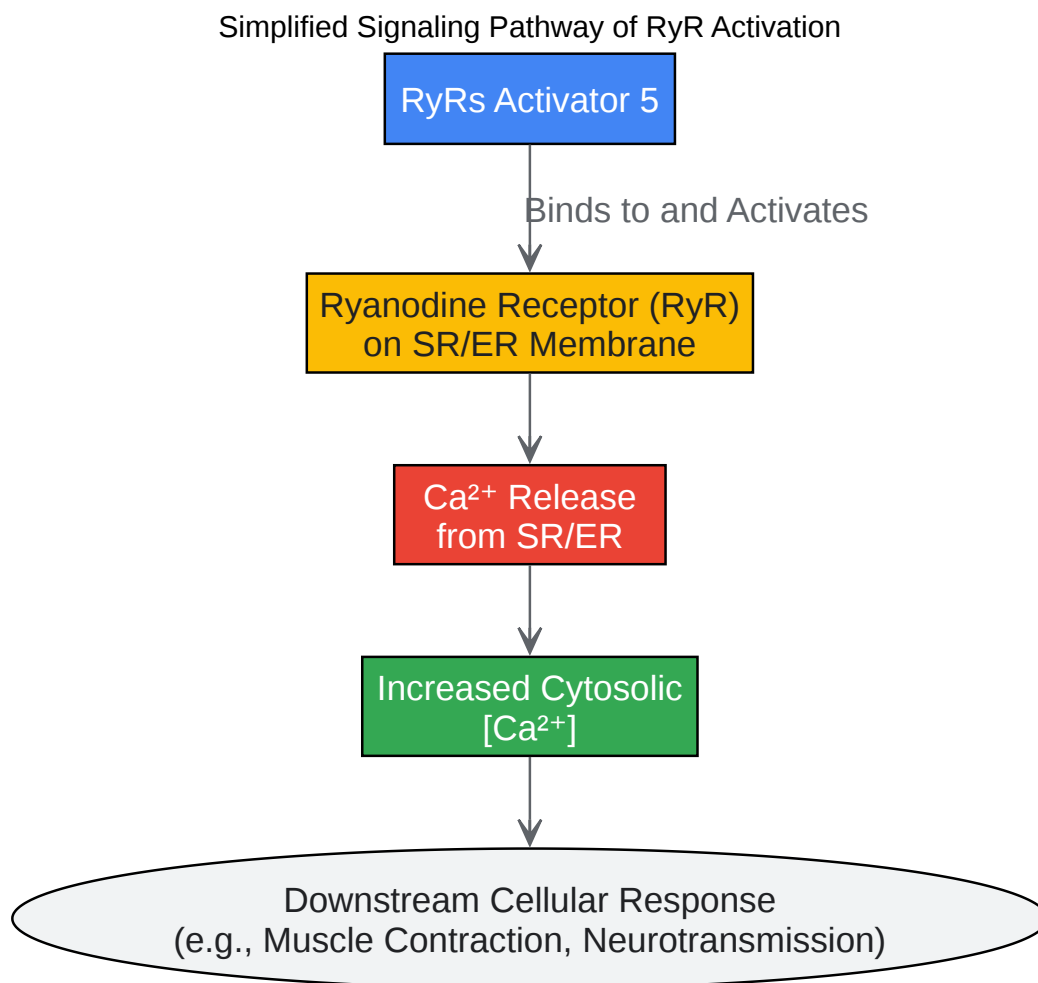 Simplified Signaling Pathway of RyR Activation
RyRs Activator 5
Binds to and Activates
Ryanodine Receptor (RyR)
on SR/ER Membrane
Ca²⁺ Release
from SR/ER
Increased Cytosolic
[Ca²⁺]
Downstream Cellular Response
(e.g., Muscle Contraction, Neurotransmission)